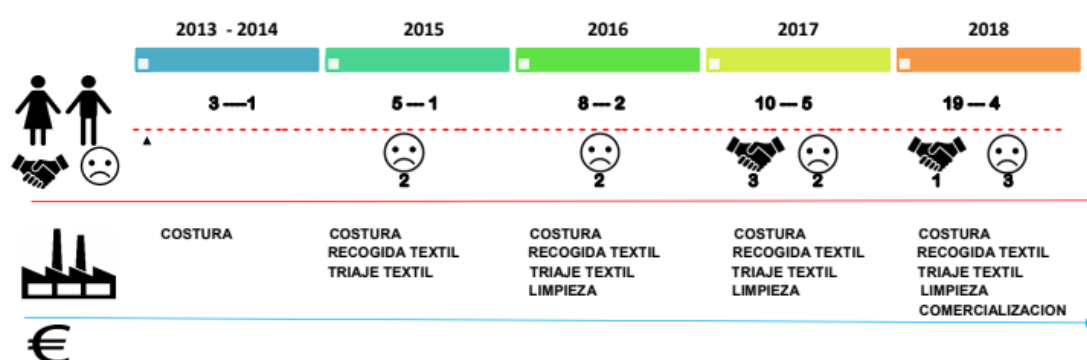 2013 - 2014 2015 2016 2017 2018
3 ---- 1 5 --- 1 8 --- 2 10 --- 5 19 --- 4
2 2 3 2 1 3
COSTURA COSTURA COSTURA COSTURA COSTURA
RECOGIDA TEXTIL RECOGIDA TEXTIL RECOGIDA TEXTIL RECOGIDA TEXTIL
TRIAJE TEXTIL TRIAJE TEXTIL TRIAJE TEXTIL TRIAJE TEXTIL
LIMPIEZA LIMPIEZA LIMPIEZA
COMERCIALIZACION
€